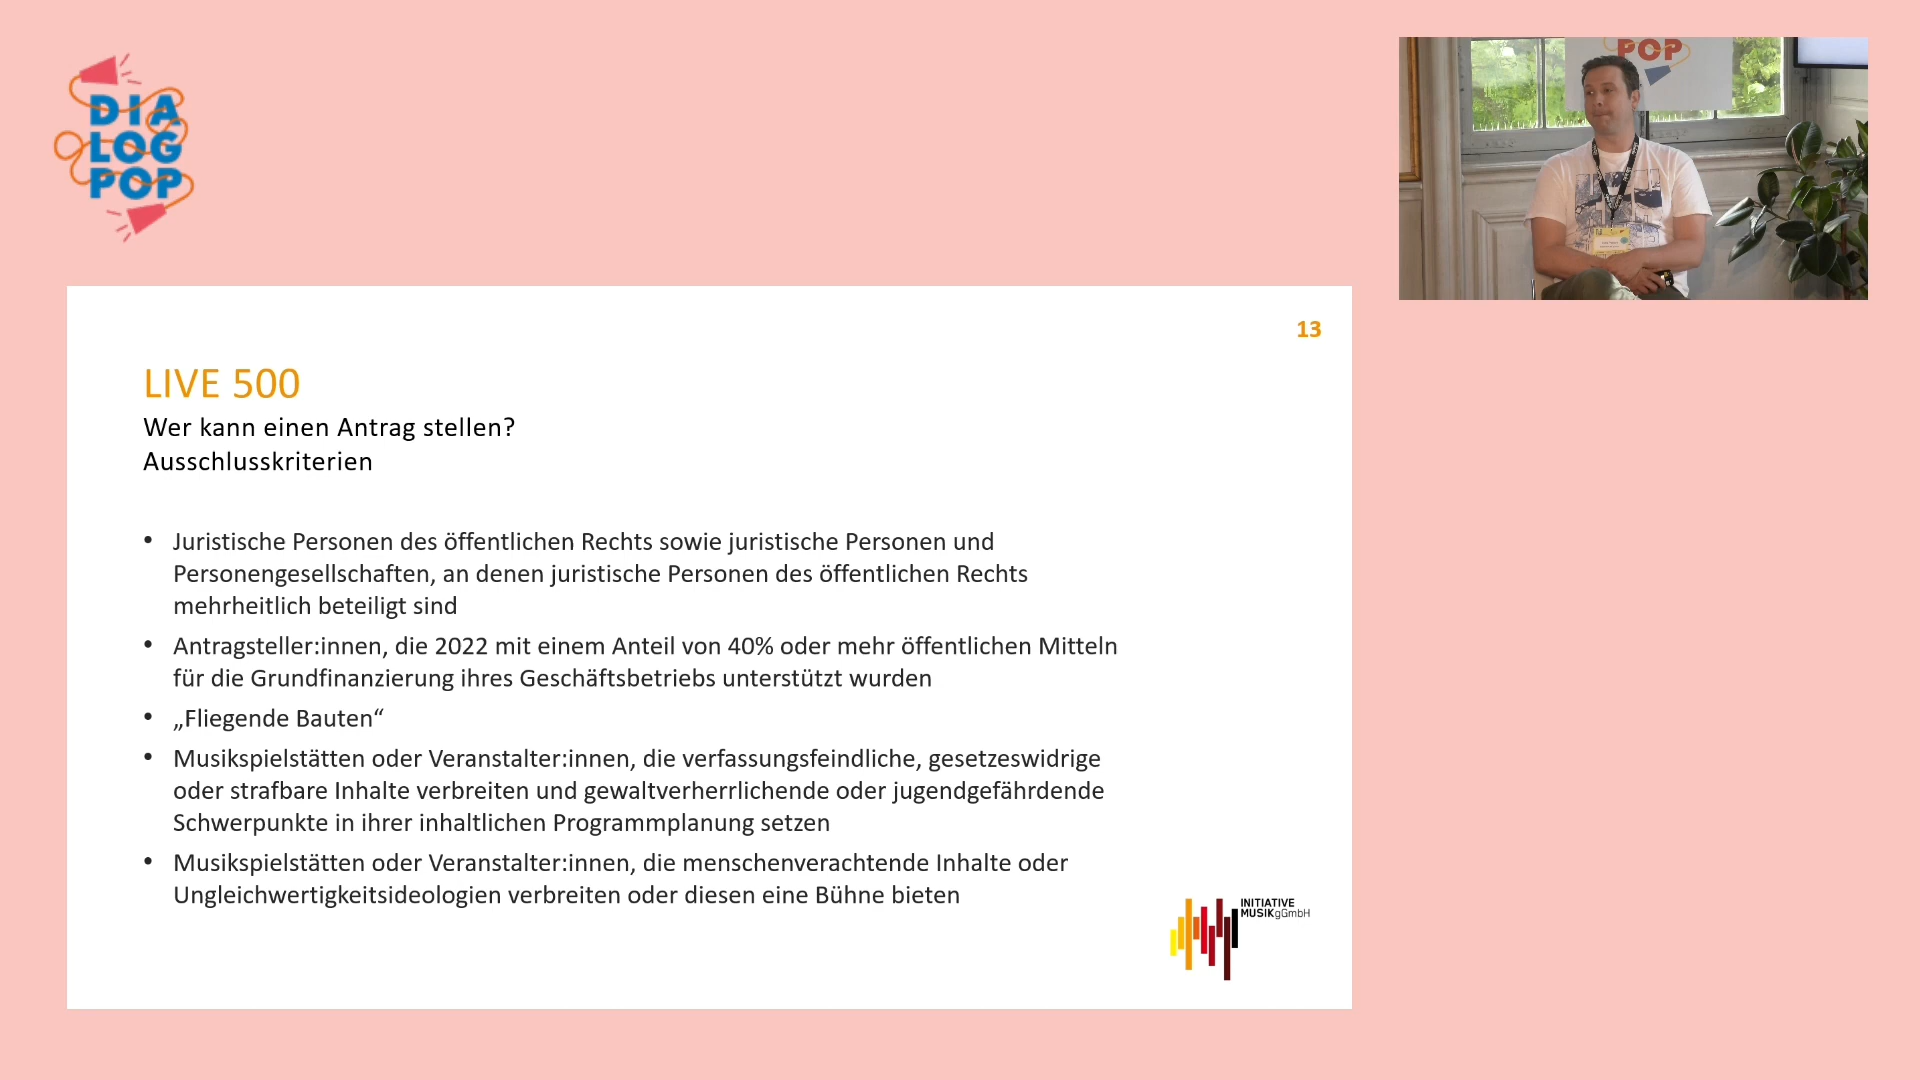 DIA
LOG
POP
POP
13
LIVE 500
Wer kann einen Antrag stellen?
Ausschlusskriterien
• Juristische Personen des öffentlichen Rechts sowie juristische Personen und
Personengesellschaften, an denen juristische Personen des öffentlichen Rechts
mehrheitlich beteiligt sind
• Antragsteller:innen, die 2022 mit einem Anteil von 40% oder mehr öffentlichen Mitteln
für die Grundfinanzierung ihres Geschäftsbetriebs unterstützt wurden
• „Fliegende Bauten“
• Musikspielstätten oder Veranstalter:innen, die verfassungsfeindliche, gesetzeswidrige
oder strafbare Inhalte verbreiten und gewaltverherrlichende oder jugendgefährdende
Schwerpunkte in ihrer inhaltlichen Programmplanung setzen
• Musikspielstätten oder Veranstalter:innen, die menschenverachtende Inhalte oder
Ungleichwertigkeitsideologien verbreiten oder diesen eine Bühne bieten
INITIATIVE
MUSIKgGmbH